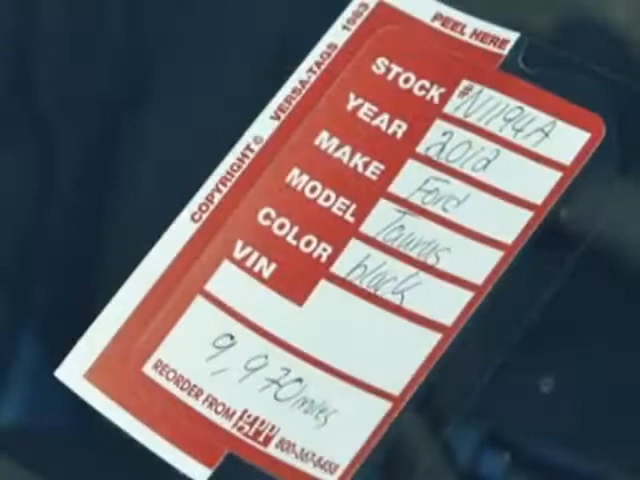 PEEL HERE
COPYRIGHT © VERSA-TAGS 1993
STOCK #N1194A
YEAR 2012
MAKE Ford
MODEL Taurus
COLOR black
VIN
9,970 miles
REORDER FROM